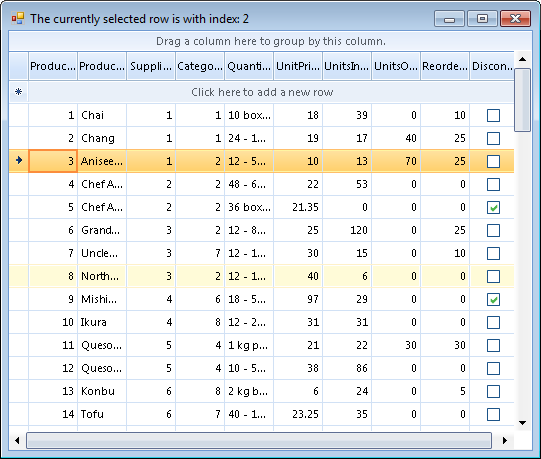 The currently selected row is with index: 2
Drag a column here to group by this column.
Produc... Produc... Suppli... Catego... Quanti... UnitPri... UnitsIn... UnitsO... Reorde... Discon...
Click here to add a new row
1 Chai 1 1 10 box... 18 39 0 10
2 Chang 1 1 24 - 1... 19 17 40 25
3 Anisee... 1 2 12 - 5... 10 13 70 25
4 Chef A... 2 2 48 - 6... 22 53 0 0
5 Chef A... 2 2 36 box... 21.35 0 0 0
6 Grand... 3 2 12 - 8... 25 120 0 25
7 Uncle... 3 7 12 - 1... 30 15 0 10
8 North... 3 2 12 - 1... 40 6 0 0
9 Mishi... 4 6 18 - 5... 97 29 0 0
10 Ikura 4 8 12 - 2... 31 31 0 0
11 Queso... 5 4 1 kg p... 21 22 30 30
12 Queso... 5 4 10 - 5... 38 86 0 0
13 Konbu 6 8 2 kg b... 6 24 0 5
14 Tofu 6 7 40 - 1... 23.25 35 0 0